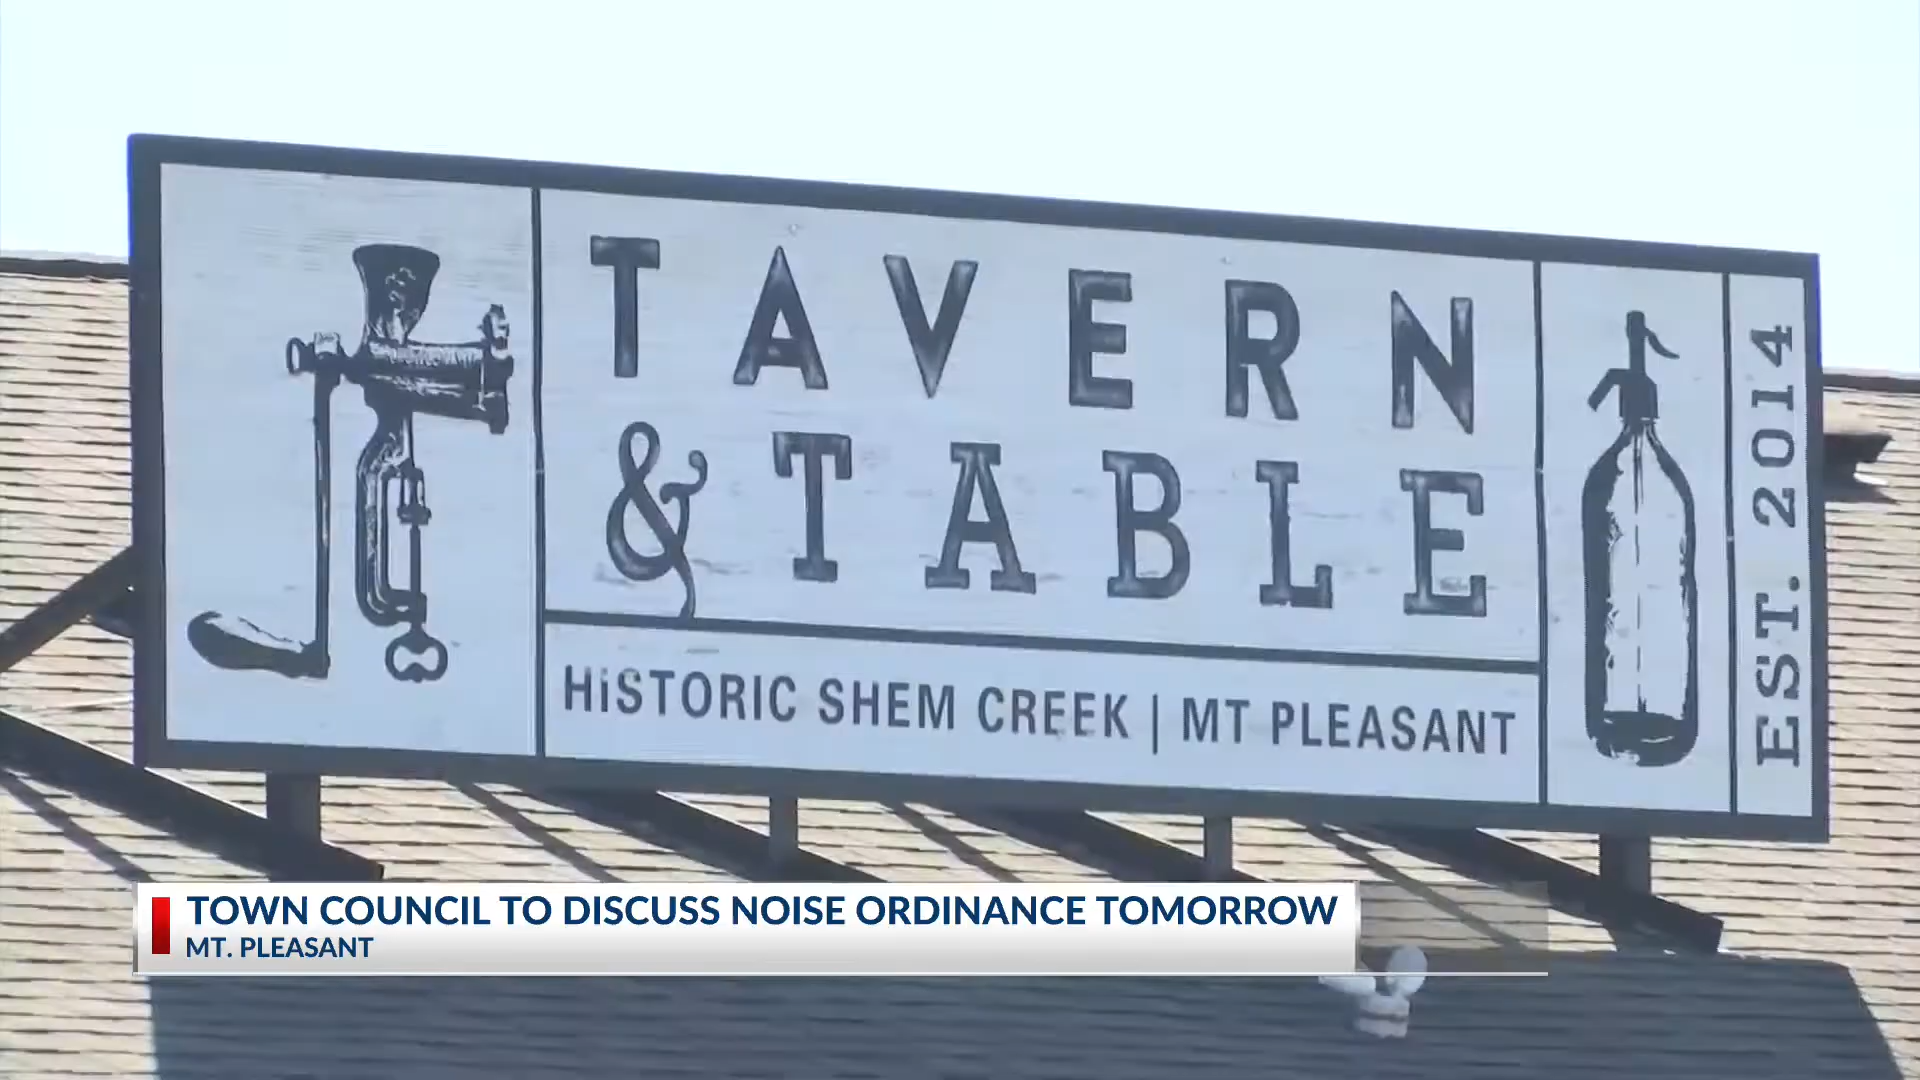 TAVERN
& TABLE
HiSTORIC SHEM CREEK | MT PLEASANT
EST. 2014
TOWN COUNCIL TO DISCUSS NOISE ORDINANCE TOMORROW
MT. PLEASANT